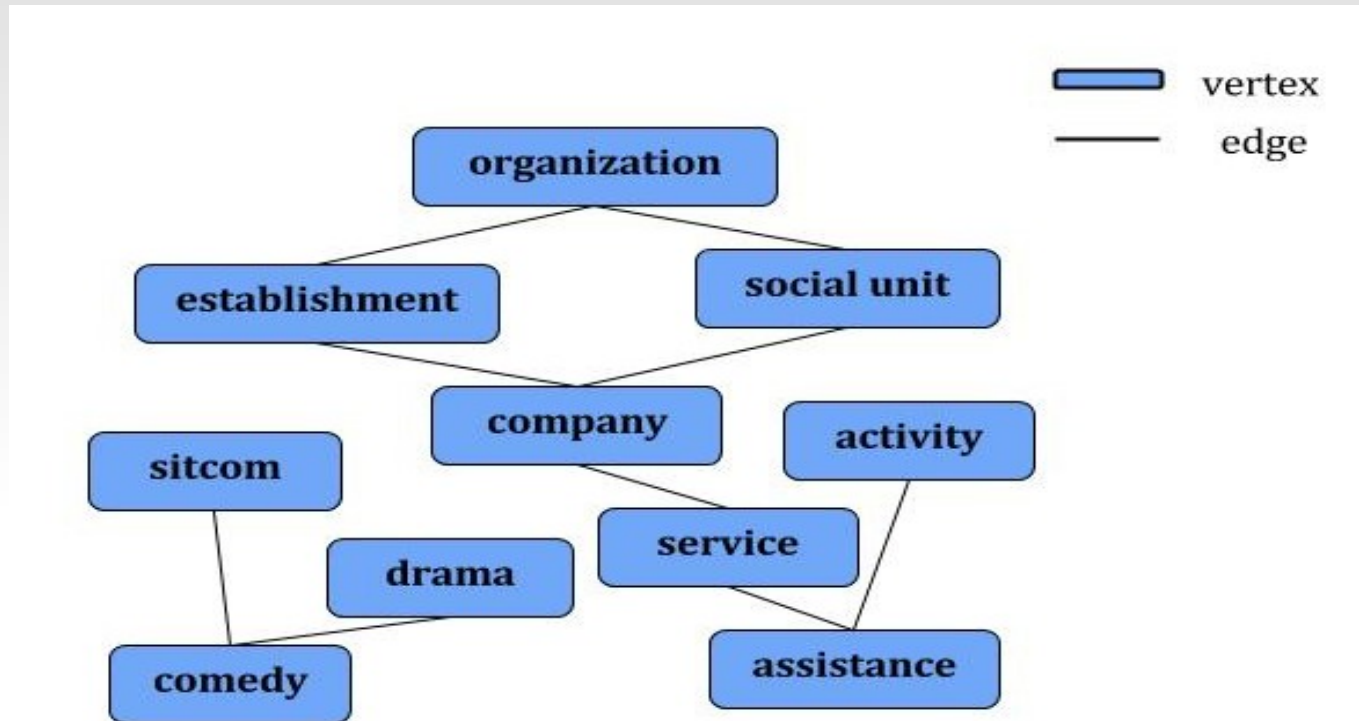 vertex
edge
organization
establishment
social unit
company
activity
sitcom
service
drama
assistance
comedy